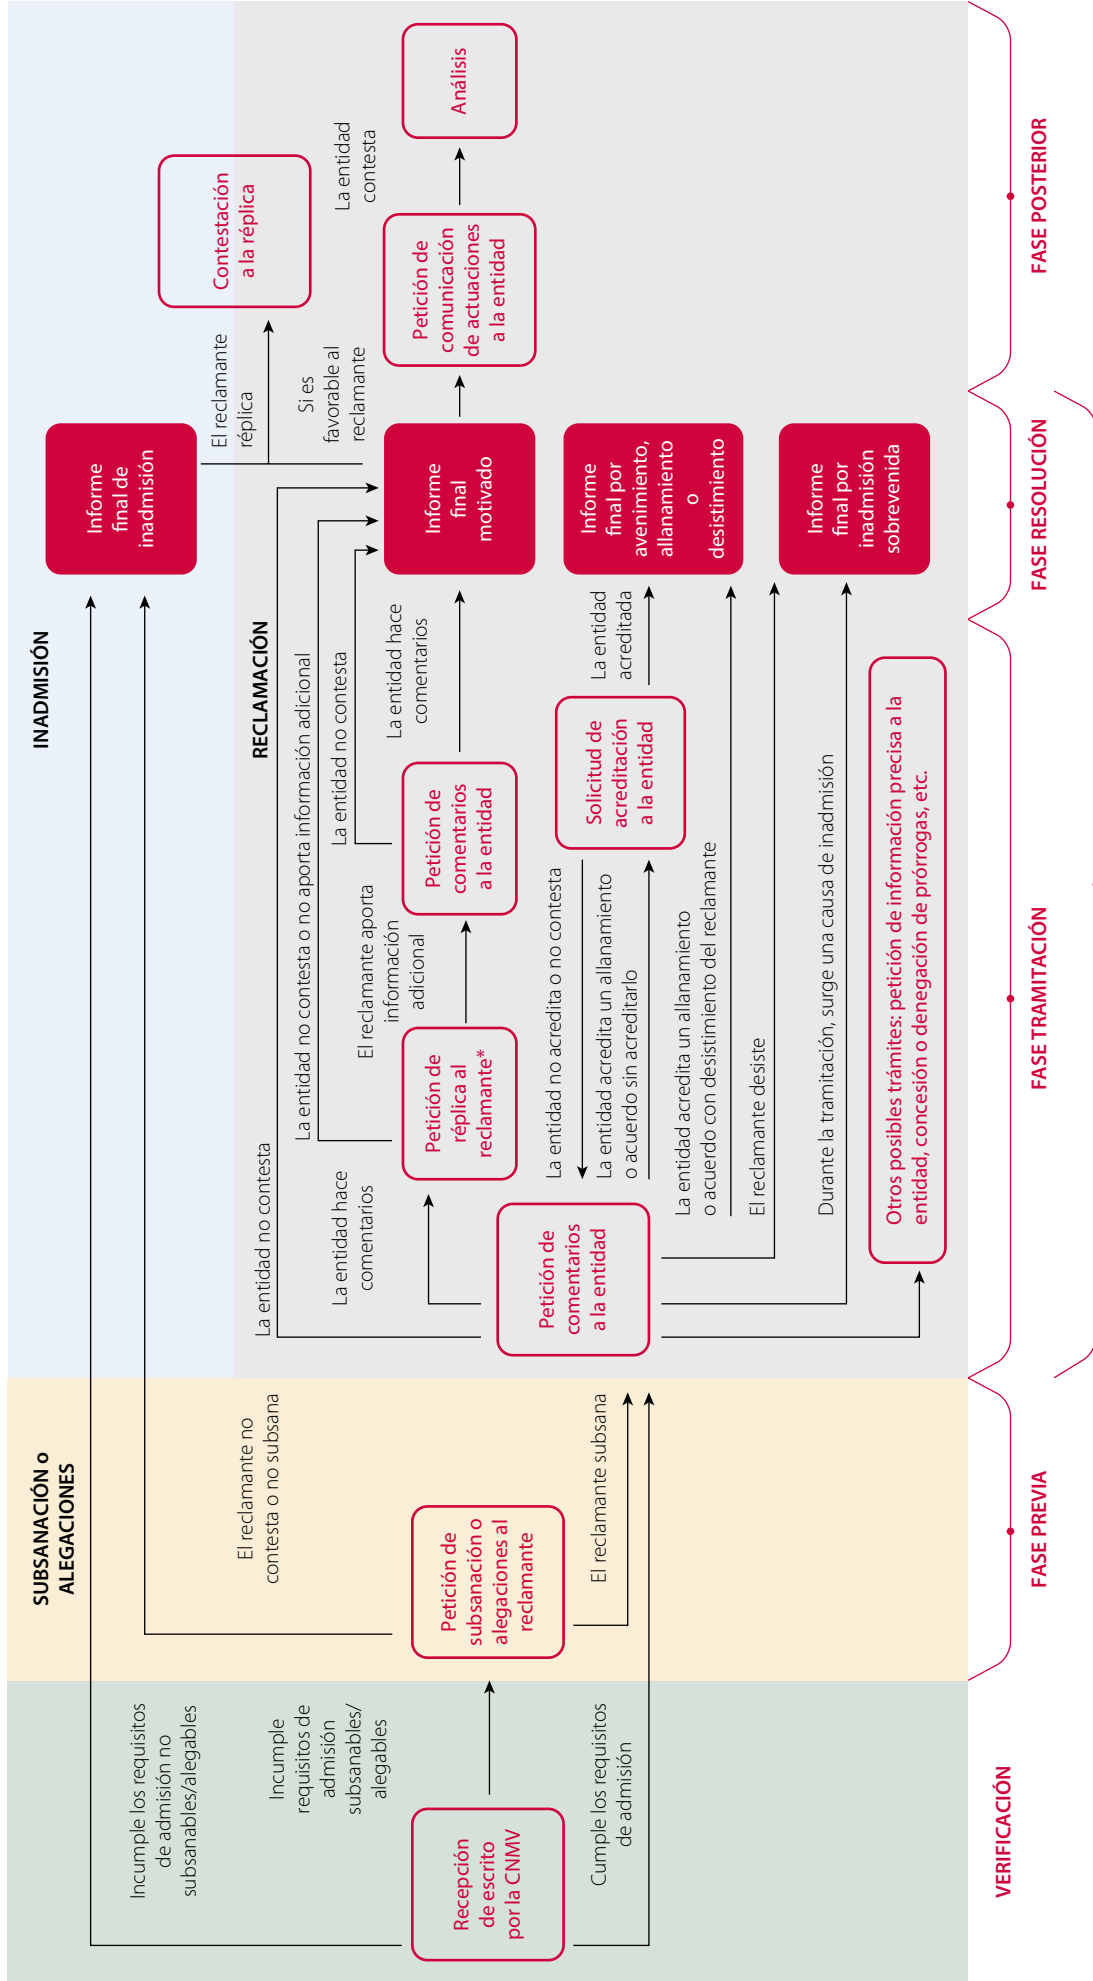 SUBSANACIÓN o
ALEGACIONES
INADMISIÓN
RECLAMACIÓN
Recepción
de escrito
por la CNMV
Incumple los requisitos
de admisión no
subsanables/alegables
Incumple
requisitos de
admisión
subsanables/
alegables
Cumple los requisitos
de admisión
Petición de
subsanación o
alegaciones al
reclamante
El reclamante no
contesta o no subsana
El reclamante subsana
Petición de
comentarios
a la entidad
La entidad no contesta
La entidad hace
comentarios
Petición de
réplica al
reclamante*
La entidad no contesta o no aporta información adicional
El reclamante aporta
información
adicional
Petición de
comentarios
a la entidad
La entidad no contesta
La entidad hace
comentarios
La entidad no acredita o no contesta
La entidad acredita un allanamiento
o acuerdo sin acreditarlo
Solicitud de
acreditación
a la entidad
La entidad
acreditada
La entidad acredita un allanamiento
o acuerdo con desistimiento del reclamante
El reclamante desiste
Durante la tramitación, surge una causa de inadmisión
Otros posibles trámites: petición de información precisa a la
entidad, concesión o denegación de prórrogas, etc.
Informe
final de
inadmisión
Informe
final
motivado
Informe
final por
avenimiento,
allanamiento
o
desistimiento
Informe
final por
inadmisión
sobrevenida
El reclamante
réplica
Si es
favorable al
reclamante
Contestación
a la réplica
Petición de
comunicación
de actuaciones
a la entidad
La entidad
contesta
Análisis
VERIFICACIÓN
FASE PREVIA
FASE TRAMITACIÓN
FASE RESOLUCIÓN
FASE POSTERIOR